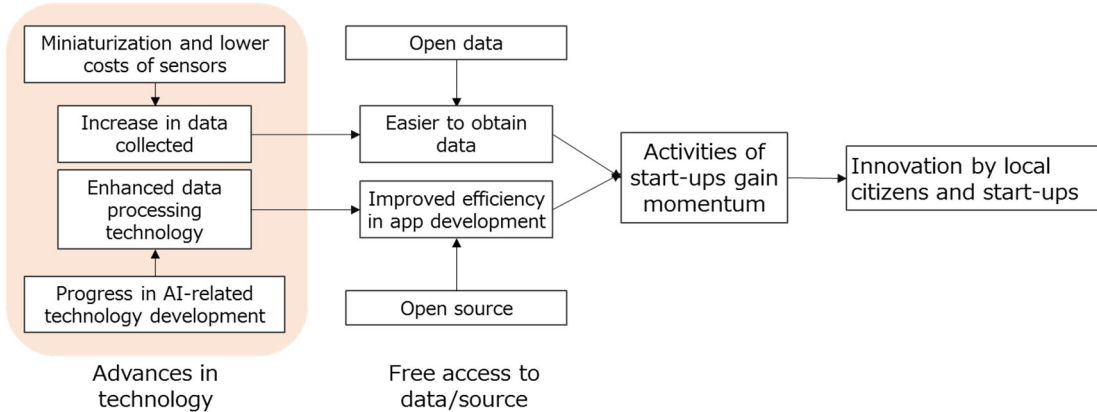 Miniaturization and lower
costs of sensors
Increase in data
collected
Enhanced data
processing
technology
Progress in AI-related
technology development
Advances in
technology
Open data
Easier to obtain
data
Improved efficiency
in app development
Open source
Free access to
data/source
Activities of
start-ups gain
momentum
Innovation by local
citizens and start-ups